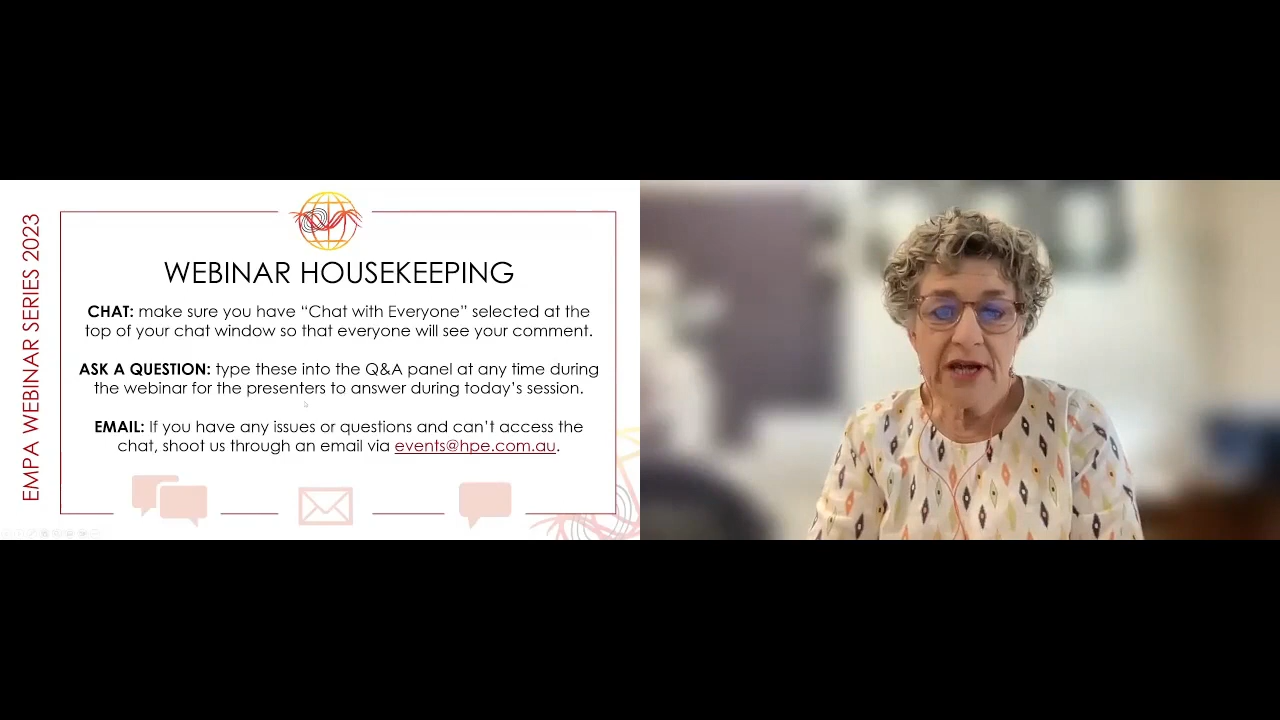 EMPA WEBINAR SERIES 2023
WEBINAR HOUSEKEEPING
CHAT: make sure you have “Chat with Everyone” selected at the
top of your chat window so that everyone will see your comment.
ASK A QUESTION: type these into the Q&A panel at any time during
the webinar for the presenters to answer during today’s session.
EMAIL: If you have any issues or questions and can’t access the
chat, shoot us through an email via events@hpe.com.au.